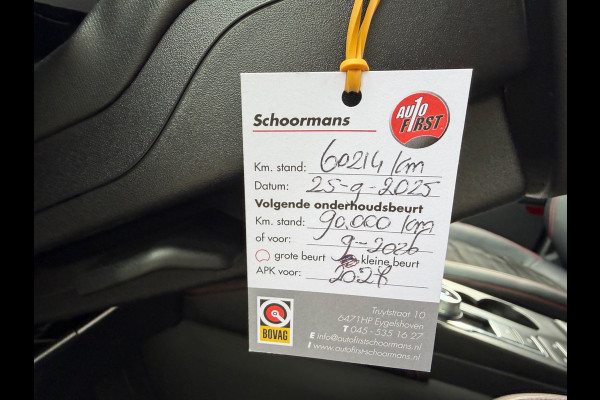 Schoormans
AUTO
FIRST
Km. stand: 60214 km
Datum: 25-9-2025
Volgende onderhoudsbeurt
Km. stand: 90.000 km
of voor: 9-2026
grote beurt kleine beurt
APK voor:
BOVAG
Truytstraat 10
6471HP Eygelshoven
T 045 - 535 16 27
E info@autofirstschoormans.nl
I www.autofirstschoormans.nl